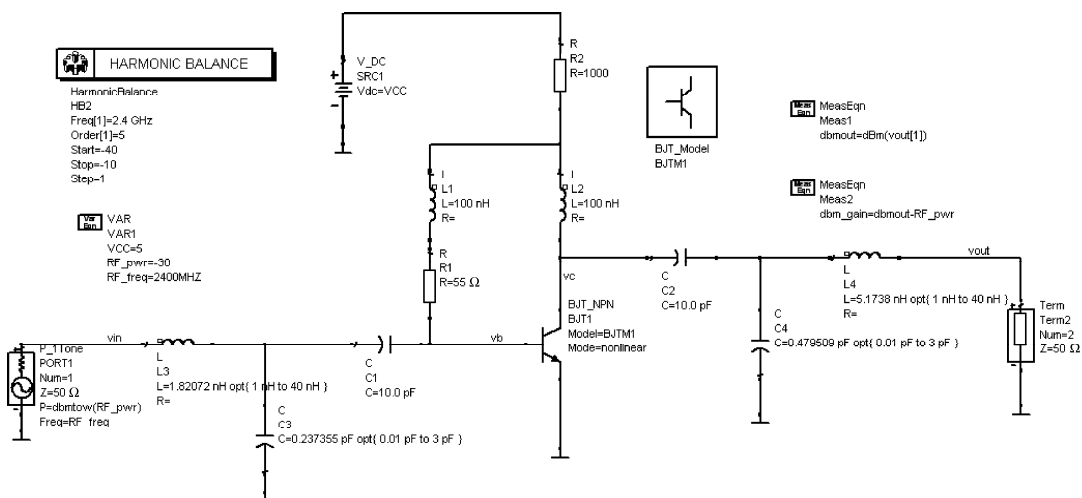 HARMONIC BALANCE
HarmonicBalance
HB2
Freq[1]=2.4 GHz
Order[1]=5
Start=-40
Stop=-10
Step=1
Var
Eqn
VAR
VAR1
VCC=5
RF_pwr=-30
RF_freq=2400MHZ
+
V_DC
SRC1
Vdc=VCC
-
R
R2
R=1000
BJT_Model
BJTM1
Meas
Eqn
MeasEqn
Meas1
dbmout=dBm(vout[1])
Meas
Eqn
MeasEqn
Meas2
dbm_gain=dbmout-RF_pwr
L
L1
L=100 nH
R=
L
L2
L=100 nH
R=
R
R1
R=55 Ω
vc
BJT_NPN
BJT1
Model=BJTM1
Mode=nonlinear
C
C2
C=10.0 pF
L
L4
L=5.1738 nH opt{ 1 nH to 40 nH }
R=
vout
C
C4
C=0.479509 pF opt{ 0.01 pF to 3 pF }
Term
Term2
Num=2
Z=50 Ω
vin
P_1Tone
PORT1
Num=1
Z=50 Ω
P=dbmtow(RF_pwr)
Freq=RF_freq
L
L3
L=1.82072 nH opt{ 1 nH to 40 nH }
R=
C
C3
C=0.237355 pF opt{ 0.01 pF to 3 pF }
C
C1
C=10.0 pF
vb